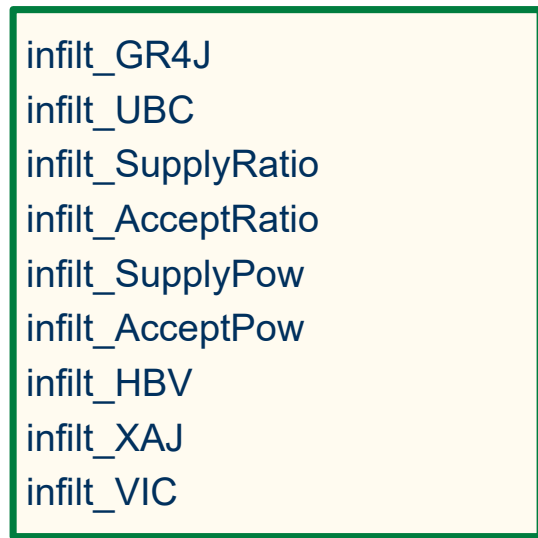 infilt_GR4J
infilt_UBC
infilt_SupplyRatio
infilt_AcceptRatio
infilt_SupplyPow
infilt_AcceptPow
infilt_HBV
infilt_XAJ
infilt_VIC